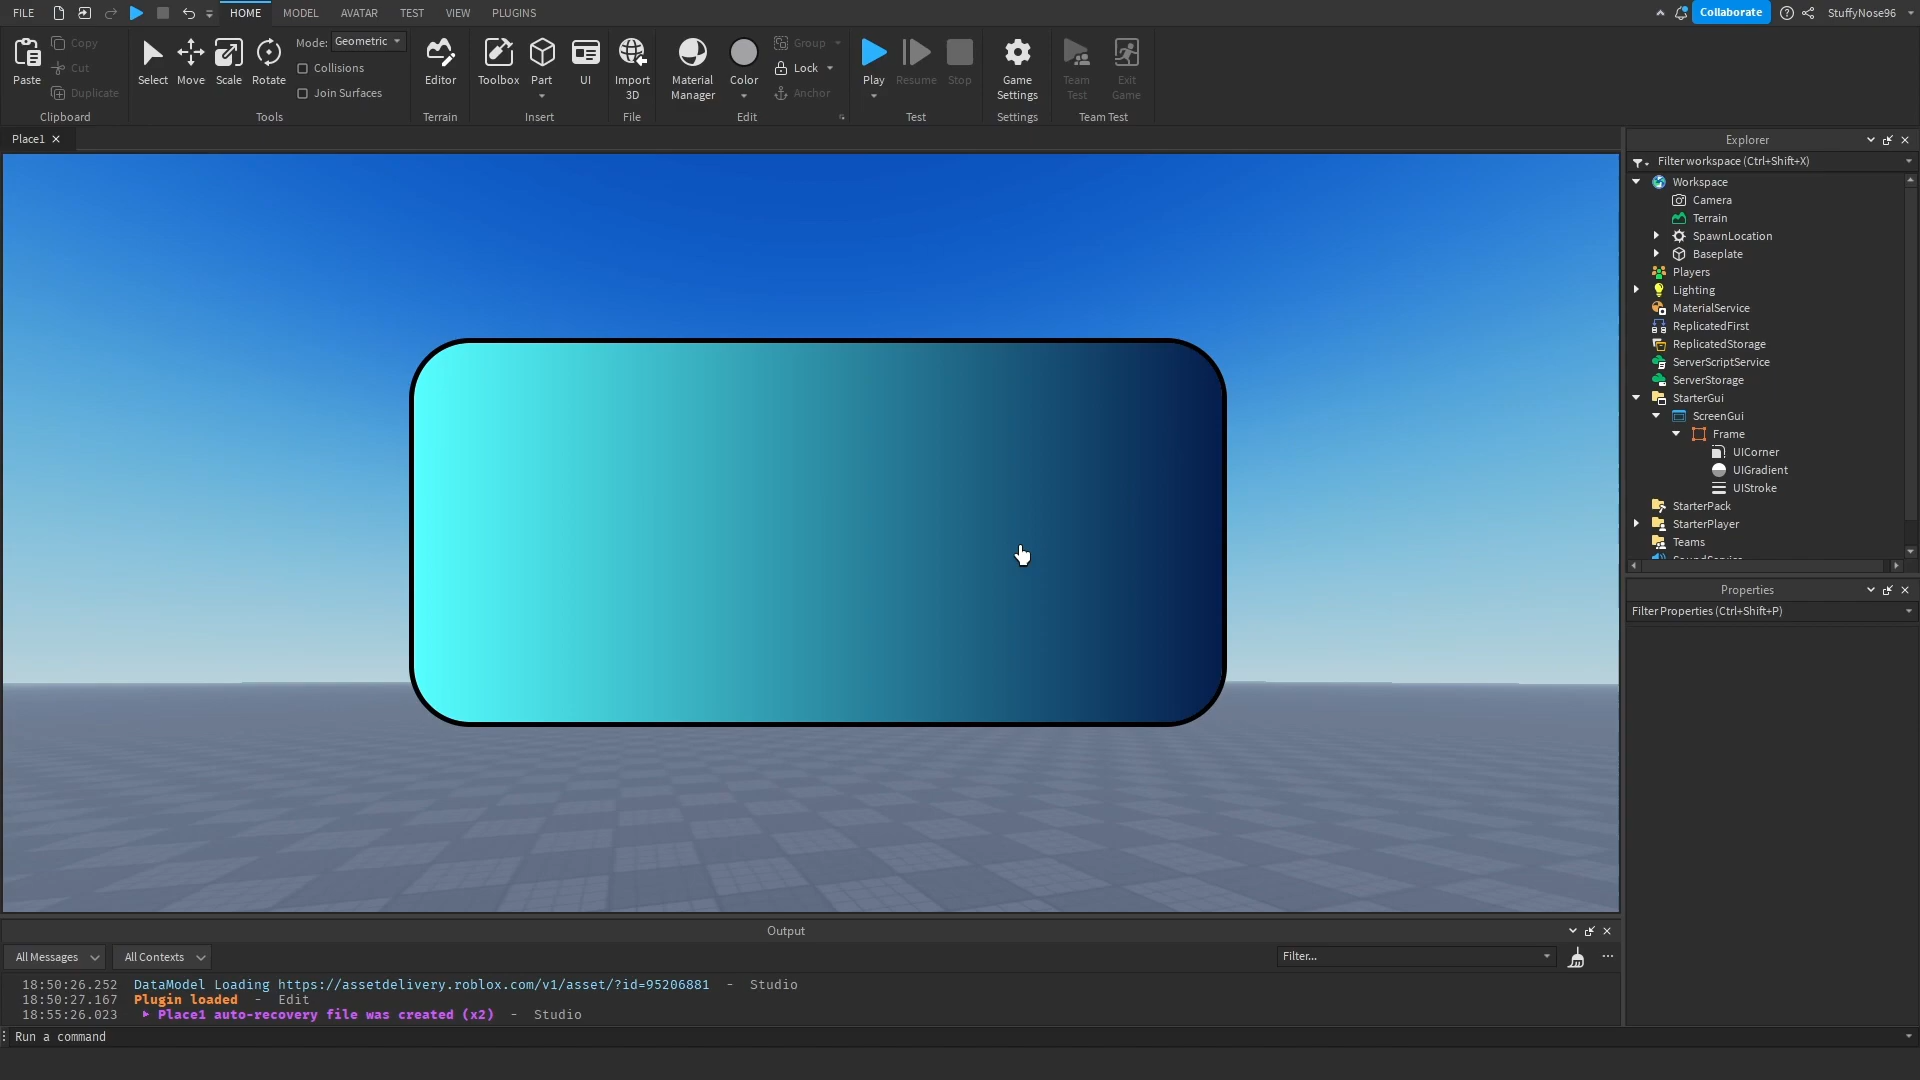 FILE HOME MODEL AVATAR TEST VIEW PLUGINS Collaborate StuffyNose96
Paste Copy Cut Duplicate Clipboard
Select Move Scale Rotate Mode: Geometric Collisions Join Surfaces Tools
Editor Terrain
Toolbox Part UI Insert
Import 3D File
Material Manager Color Group Lock Anchor Edit
Play Resume Stop Test
Game Settings Settings
Team Test Exit Game Team Test
Place1
Explorer
Filter workspace (Ctrl+Shift+X)
Workspace
Camera
Terrain
SpawnLocation
Baseplate
Players
Lighting
MaterialService
ReplicatedFirst
ReplicatedStorage
ServerScriptService
ServerStorage
StarterGui
ScreenGui
Frame
UICorner
UIGradient
UIStroke
StarterPack
StarterPlayer
Teams
Properties
Filter Properties (Ctrl+Shift+P)
Output
All Messages All Contexts Filter...
18:50:26.252 DataModel Loading https://assetdelivery.roblox.com/v1/asset/?id=95206881 - Studio
18:50:27.167 Plugin loaded - Edit
18:55:26.023 Place1 auto-recovery file was created (x2) - Studio
Run a command